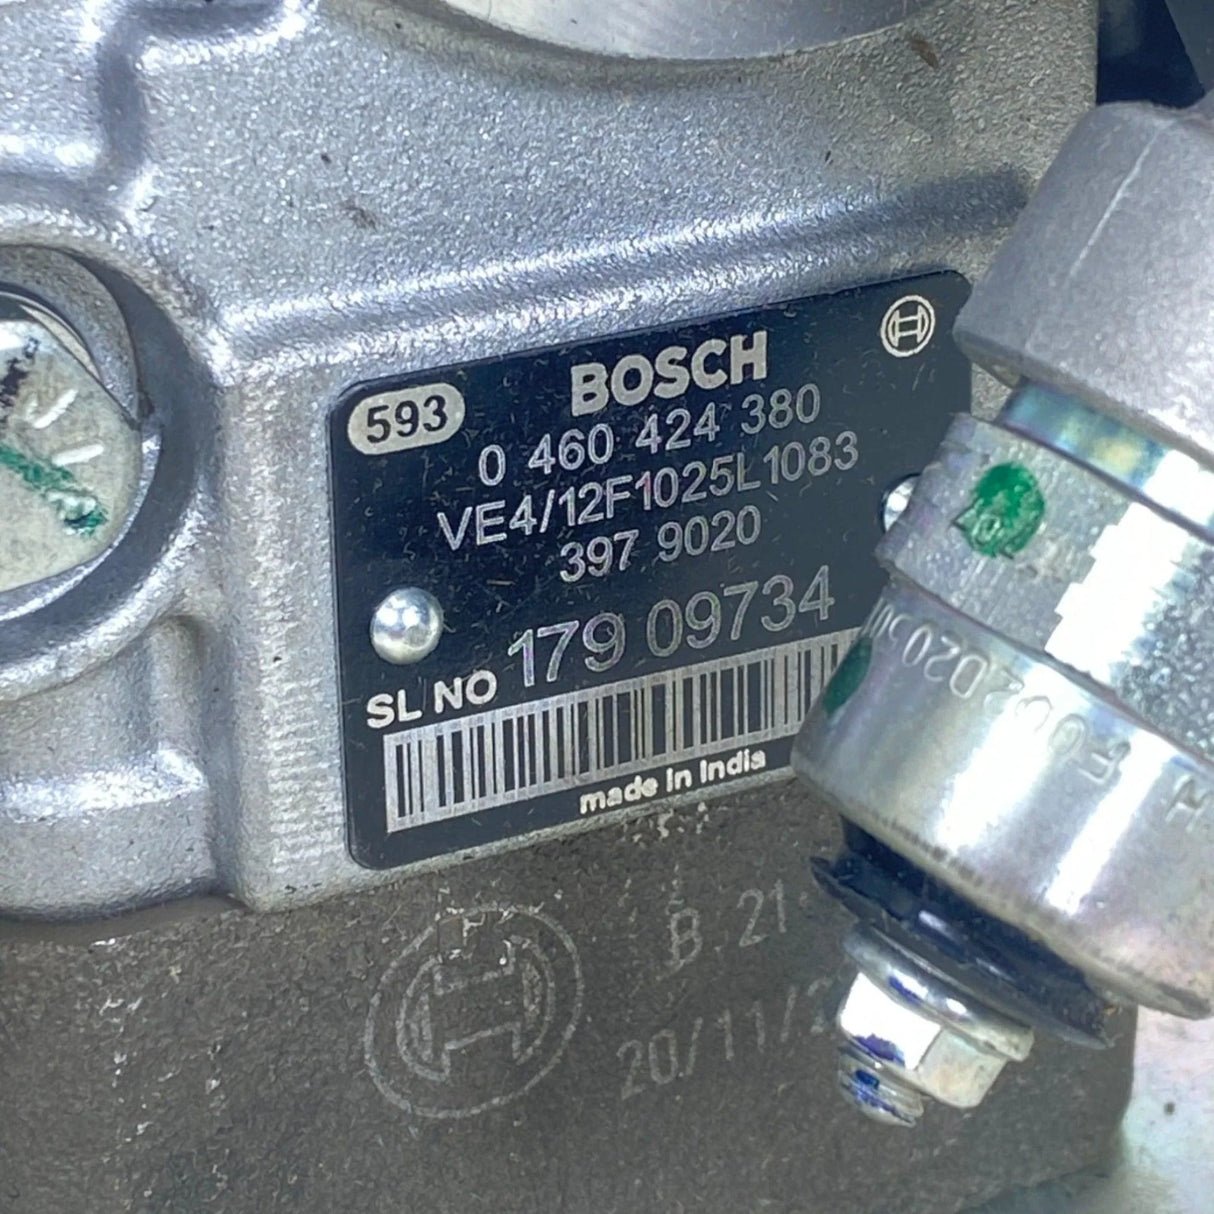 593
BOSCH
0 460 424 380
VE4/12F1025L1083
397 9020
SL NO 179 09734
made in India
B 21
20/11/2